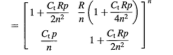 = [ 1 + C₁Rp/2n²   R/n (1 + C₁Rp/4n²) ]ⁿ
[ C₁p/n   1 + C₁Rp/2n² ]